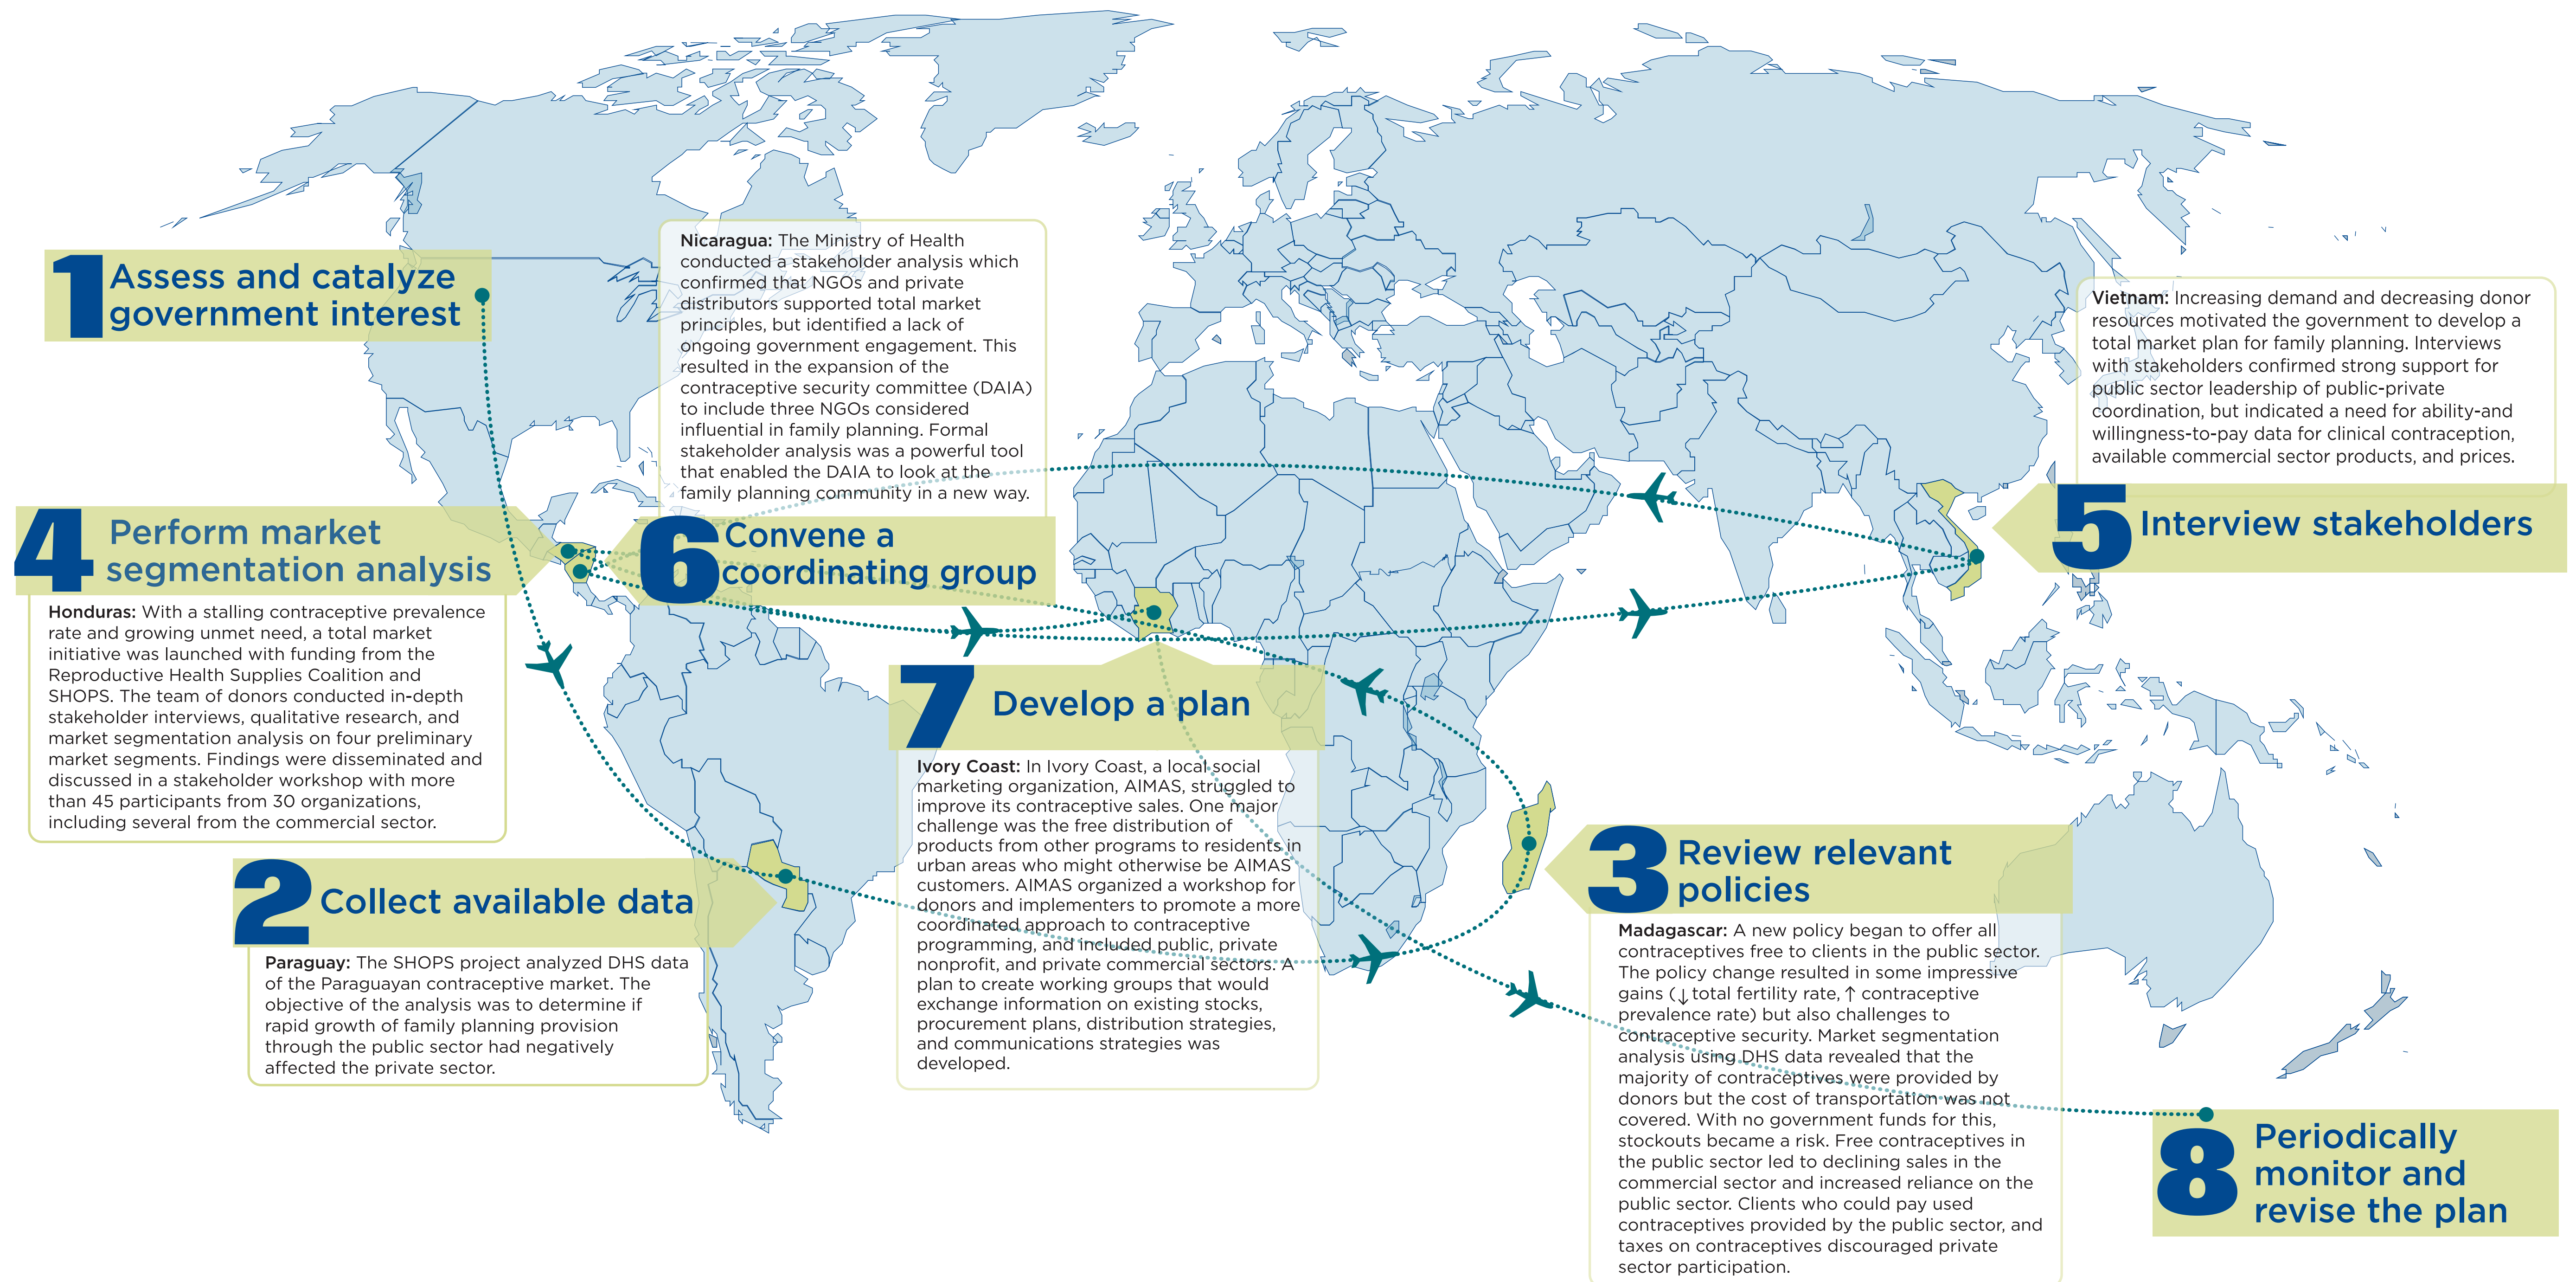 1
Assess and catalyze
government interest
2
Collect available data
Paraguay: The SHOPS project analyzed DHS data
of the Paraguayan contraceptive market. The
objective of the analysis was to determine if
rapid growth of family planning provision
through the public sector had negatively
affected the private sector.
3
Review relevant
policies
Madagascar: A new policy began to offer all
contraceptives free to clients in the public sector.
The policy change resulted in some impressive
gains (↓ total fertility rate, ↑ contraceptive
prevalence rate) but also challenges to
contraceptive security. Market segmentation
analysis using DHS data revealed that the
majority of contraceptives were provided by
donors but the cost of transportation was not
covered. With no government funds for this,
stockouts became a risk. Free contraceptives in
the public sector led to declining sales in the
commercial sector and increased reliance on the
public sector. Clients who could pay used
contraceptives provided by the public sector, and
taxes on contraceptives discouraged private
sector participation.
4
Perform market
segmentation analysis
Honduras: With a stalling contraceptive prevalence
rate and growing unmet need, a total market
initiative was launched with funding from the
Reproductive Health Supplies Coalition and
SHOPS. The team of donors conducted in-depth
stakeholder interviews, qualitative research, and
market segmentation analysis on four preliminary
market segments. Findings were disseminated and
discussed in a stakeholder workshop with more
than 45 participants from 30 organizations,
including several from the commercial sector.
5
Interview stakeholders
Vietnam: Increasing demand and decreasing donor
resources motivated the government to develop a
total market plan for family planning. Interviews
with stakeholders confirmed strong support for
public sector leadership of public-private
coordination, but indicated a need for ability-and
willingness-to-pay data for clinical contraception,
available commercial sector products, and prices.
6
Convene a
coordinating group
Nicaragua: The Ministry of Health
conducted a stakeholder analysis which
confirmed that NGOs and private
distributors supported total market
principles, but identified a lack of
ongoing government engagement. This
resulted in the expansion of the
contraceptive security committee (DAIA)
to include three NGOs considered
influential in family planning. Formal
stakeholder analysis was a powerful tool
that enabled the DAIA to look at the
family planning community in a new way.
7
Develop a plan
Ivory Coast: In Ivory Coast, a local social
marketing organization, AIMAS, struggled to
improve its contraceptive sales. One major
challenge was the free distribution of
products from other programs to residents in
urban areas who might otherwise be AIMAS
customers. AIMAS organized a workshop for
donors and implementers to promote a more
coordinated approach to contraceptive
programming, and included public, private
nonprofit, and private commercial sectors. A
plan to create working groups that would
exchange information on existing stocks,
procurement plans, distribution strategies,
and communications strategies was
developed.
8
Periodically
monitor and
revise the plan